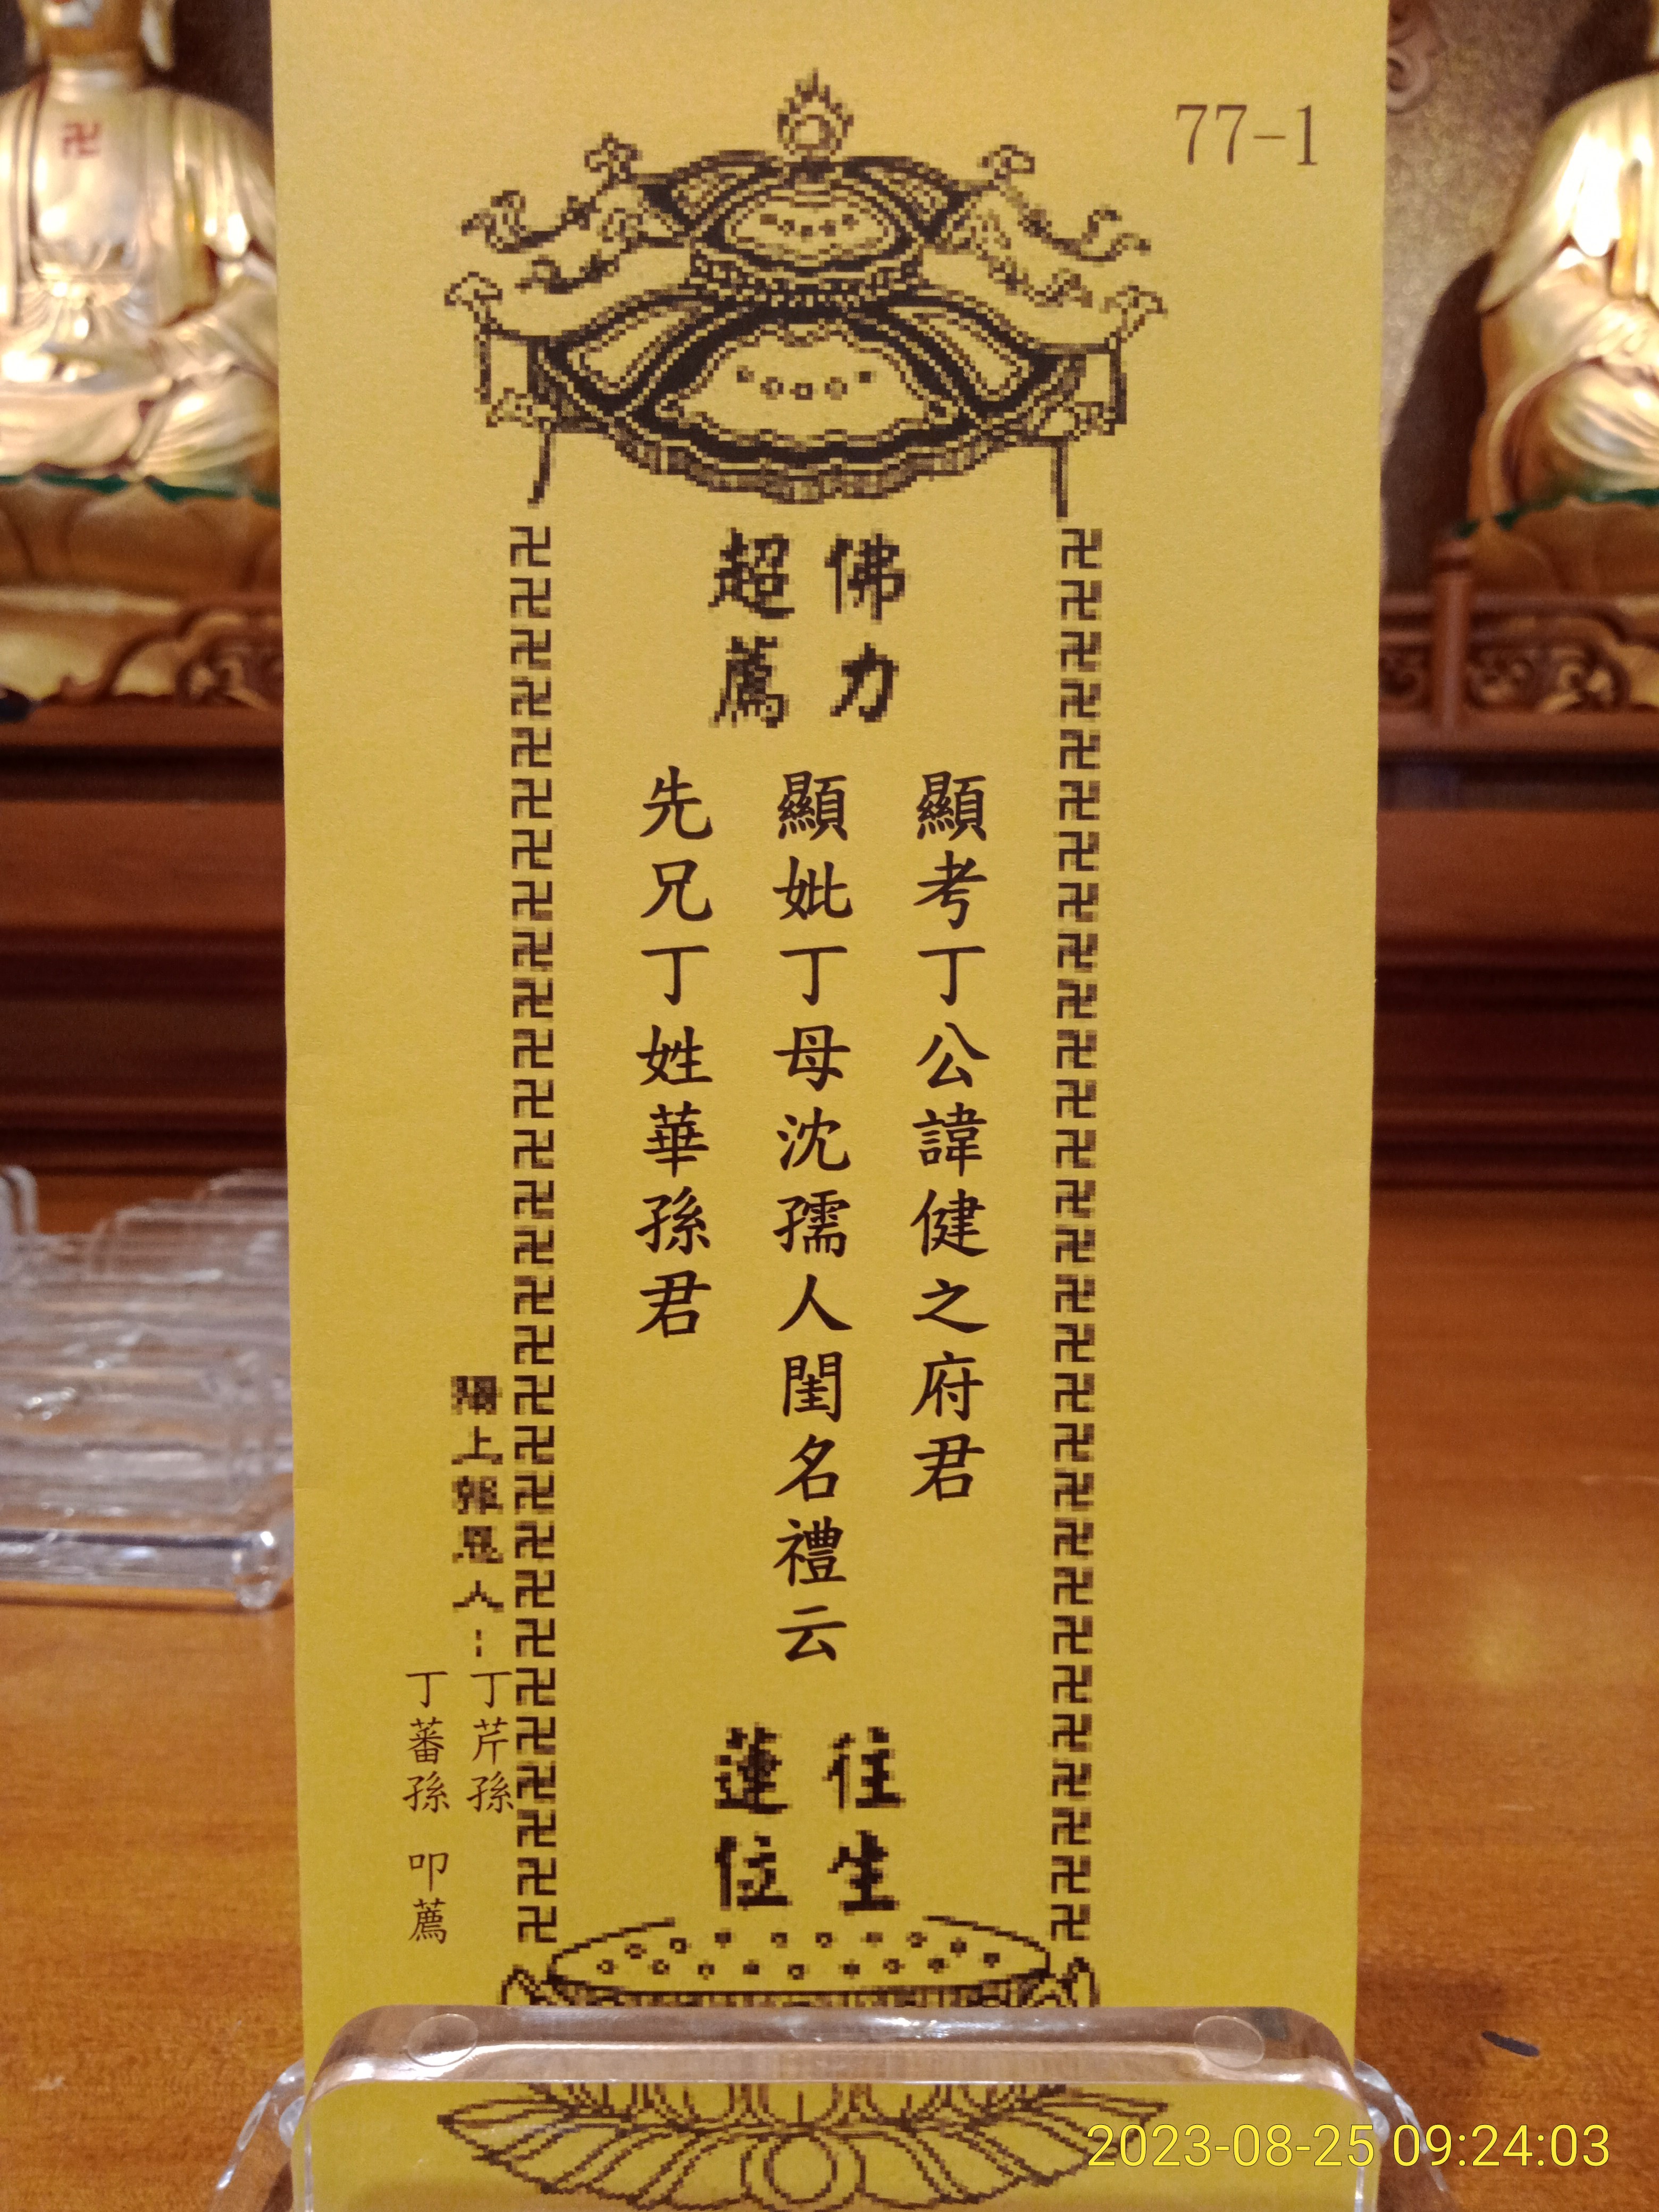 77-1
佛力
超薦
顯考丁公諱健之府君
顯妣丁母沈孺人閨名禮云
先兄丁姓華孫君
往生
蓮位
陽上報恩人：
丁芹孫
丁蕃孫 叩薦
2023-08-25 09:24:03